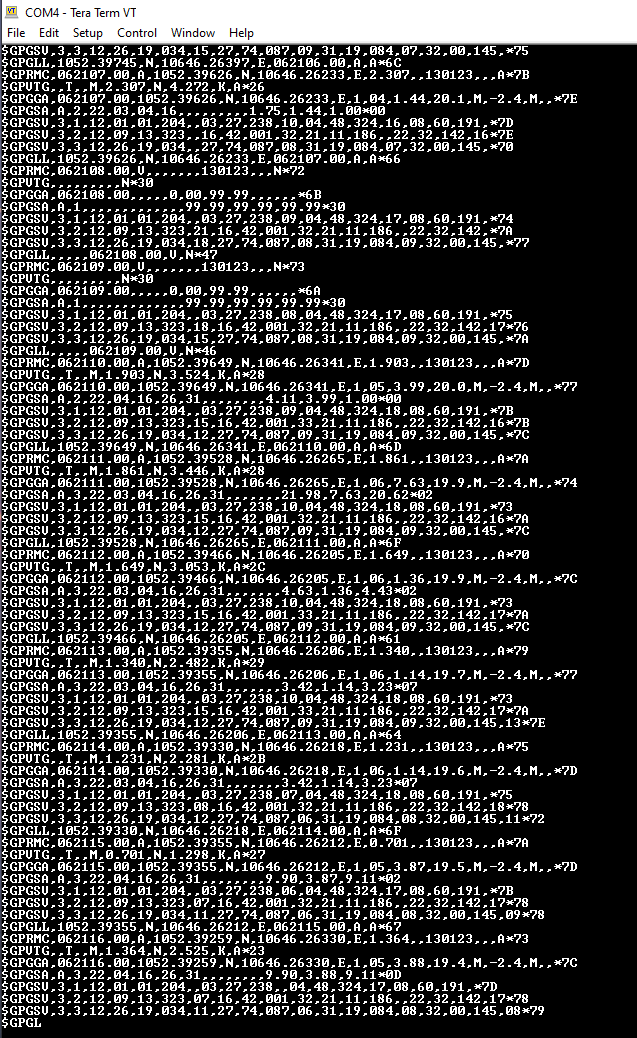 COM4 - Tera Term VT
File Edit Setup Control Window Help
$GPGSV,3,3,12,26,19,034,15,27,74,087,09,31,19,084,07,32,00,145,*75
$GPGLL,1052.39745,N,10646.26397,E,062106.00,A,A*6C
$GPRMC,062107.00,A,1052.39626,N,10646.26233,E,2.307,,130123,,,A*7B
$GPVTG,,T,,M,2.307,N,4.272,K,A*26
$GPGGA,062107.00,1052.39626,N,10646.26233,E,1,04,1.44,20.1,M,-2.4,M,,*7E
$GPGSA,A,2,22,03,04,16,,,,,,,,,1.75,1.44,1.00*00
$GPGSV,3,1,12,01,01,204,,03,27,238,10,04,48,324,16,08,60,191,*7D
$GPGSV,3,2,12,09,13,323,,16,42,001,32,21,11,186,,22,32,142,16*7E
$GPGSV,3,3,12,26,19,034,,27,74,087,08,31,19,084,07,32,00,145,*70
$GPGLL,1052.39626,N,10646.26233,E,062107.00,A,A*66
$GPRMC,062108.00,V,,,,,,,130123,,,N*72
$GPVTG,,,,,,,,,N*30
$GPGGA,062108.00,,,,,0,00,99.99,,,,,,*6B
$GPGSA,A,1,,,,,,,,,,,,,99.99,99.99,99.99*30
$GPGSV,3,1,12,01,01,204,,03,27,238,09,04,48,324,17,08,60,191,*74
$GPGSV,3,2,12,09,13,323,21,16,42,001,32,21,11,186,,22,32,142,*7A
$GPGSV,3,3,12,26,19,034,18,27,74,087,08,31,19,084,09,32,00,145,*77
$GPGLL,,,,,062108.00,V,N*47
$GPRMC,062109.00,V,,,,,,,130123,,,N*73
$GPVTG,,,,,,,,,N*30
$GPGGA,062109.00,,,,,0,00,99.99,,,,,,*6A
$GPGSA,A,1,,,,,,,,,,,,,99.99,99.99,99.99*30
$GPGSV,3,1,12,01,01,204,,03,27,238,08,04,48,324,17,08,60,191,*75
$GPGSV,3,2,12,09,13,323,18,16,42,001,32,21,11,186,,22,32,142,17*76
$GPGSV,3,3,12,26,19,034,15,27,74,087,08,31,19,084,09,32,00,145,*7A
$GPGLL,,,,,062109.00,V,N*46
$GPRMC,062110.00,A,1052.39649,N,10646.26341,E,1.903,,130123,,,A*7D
$GPVTG,,T,,M,1.903,N,3.524,K,A*28
$GPGGA,062110.00,1052.39649,N,10646.26341,E,1,05,3.99,20.0,M,-2.4,M,,*77
$GPGSA,A,2,22,04,16,26,31,,,,,,,,4.11,3.99,1.00*00
$GPGSV,3,1,12,01,01,204,,03,27,238,09,04,48,324,18,08,60,191,*7B
$GPGSV,3,2,12,09,13,323,15,16,42,001,33,21,11,186,,22,32,142,16*7B
$GPGSV,3,3,12,26,19,034,12,27,74,087,09,31,19,084,09,32,00,145,*7C
$GPGLL,1052.39649,N,10646.26341,E,062110.00,A,A*6D
$GPRMC,062111.00,A,1052.39528,N,10646.26265,E,1.861,,130123,,,A*7A
$GPVTG,,T,,M,1.861,N,3.446,K,A*28
$GPGGA,062111.00,1052.39528,N,10646.26265,E,1,06,7.63,19.9,M,-2.4,M,,*74
$GPGSA,A,3,22,03,04,16,26,31,,,,,,,21.98,7.63,20.62*02
$GPGSV,3,1,12,01,01,204,,03,27,238,10,04,48,324,18,08,60,191,*73
$GPGSV,3,2,12,09,13,323,15,16,42,001,32,21,11,186,,22,32,142,16*7A
$GPGSV,3,3,12,26,19,034,12,27,74,087,09,31,19,084,09,32,00,145,*7C
$GPGLL,1052.39528,N,10646.26265,E,062111.00,A,A*6F
$GPRMC,062112.00,A,1052.39466,N,10646.26205,E,1.649,,130123,,,A*70
$GPVTG,,T,,M,1.649,N,3.053,K,A*2C
$GPGGA,062112.00,1052.39466,N,10646.26205,E,1,06,1.36,19.9,M,-2.4,M,,*7C
$GPGSA,A,3,22,03,04,16,26,31,,,,,,,4.63,1.36,4.43*02
$GPGSV,3,1,12,01,01,204,,03,27,238,10,04,48,324,18,08,60,191,*73
$GPGSV,3,2,12,09,13,323,15,16,42,001,33,21,11,186,,22,32,142,17*7A
$GPGSV,3,3,12,26,19,034,12,27,74,087,09,31,19,084,09,32,00,145,*7C
$GPGLL,1052.39466,N,10646.26205,E,062112.00,A,A*61
$GPRMC,062113.00,A,1052.39355,N,10646.26206,E,1.340,,130123,,,A*79
$GPVTG,,T,,M,1.340,N,2.482,K,A*29
$GPGGA,062113.00,1052.39355,N,10646.26206,E,1,06,1.14,19.7,M,-2.4,M,,*77
$GPGSA,A,3,22,03,04,16,26,31,,,,,,,3.42,1.14,3.23*07
$GPGSV,3,1,12,01,01,204,,03,27,238,10,04,48,324,18,08,60,191,*73
$GPGSV,3,2,12,09,13,323,15,16,42,001,33,21,11,186,,22,32,142,17*7A
$GPGSV,3,3,12,26,19,034,12,27,74,087,09,31,19,084,09,32,00,145,13*7E
$GPGLL,1052.39355,N,10646.26206,E,062113.00,A,A*64
$GPRMC,062114.00,A,1052.39330,N,10646.26218,E,1.231,,130123,,,A*75
$GPVTG,,T,,M,1.231,N,2.281,K,A*2B
$GPGGA,062114.00,1052.39330,N,10646.26218,E,1,06,1.14,19.6,M,-2.4,M,,*7D
$GPGSA,A,3,22,03,04,16,26,31,,,,,,,3.42,1.14,3.23*07
$GPGSV,3,1,12,01,01,204,,03,27,238,07,04,48,324,18,08,60,191,*75
$GPGSV,3,2,12,09,13,323,08,16,42,001,32,21,11,186,,22,32,142,18*78
$GPGSV,3,3,12,26,19,034,12,27,74,087,06,31,19,084,08,32,00,145,11*72
$GPGLL,1052.39330,N,10646.26218,E,062114.00,A,A*6F
$GPRMC,062115.00,A,1052.39355,N,10646.26212,E,0.701,,130123,,,A*7A
$GPVTG,,T,,M,0.701,N,1.298,K,A*27
$GPGGA,062115.00,1052.39355,N,10646.26212,E,1,05,3.87,19.5,M,-2.4,M,,*7D
$GPGSA,A,3,22,04,16,26,31,,,,,,,,9.90,3.87,9.11*02
$GPGSV,3,1,12,01,01,204,,03,27,238,06,04,48,324,17,08,60,191,*7B
$GPGSV,3,2,12,09,13,323,07,16,42,001,32,21,11,186,,22,32,142,17*78
$GPGSV,3,3,12,26,19,034,11,27,74,087,06,31,19,084,08,32,00,145,09*78
$GPGLL,1052.39355,N,10646.26212,E,062115.00,A,A*67
$GPRMC,062116.00,A,1052.39259,N,10646.26330,E,1.364,,130123,,,A*73
$GPVTG,,T,,M,1.364,N,2.525,K,A*23
$GPGGA,062116.00,1052.39259,N,10646.26330,E,1,05,3.88,19.4,M,-2.4,M,,*7C
$GPGSA,A,3,22,04,16,26,31,,,,,,,,9.90,3.88,9.11*0D
$GPGSV,3,1,12,01,01,204,,03,27,238,,04,48,324,17,08,60,191,*7D
$GPGSV,3,2,12,09,13,323,07,16,42,001,32,21,11,186,,22,32,142,17*78
$GPGSV,3,3,12,26,19,034,11,27,74,087,06,31,19,084,08,32,00,145,08*79
$GPGL